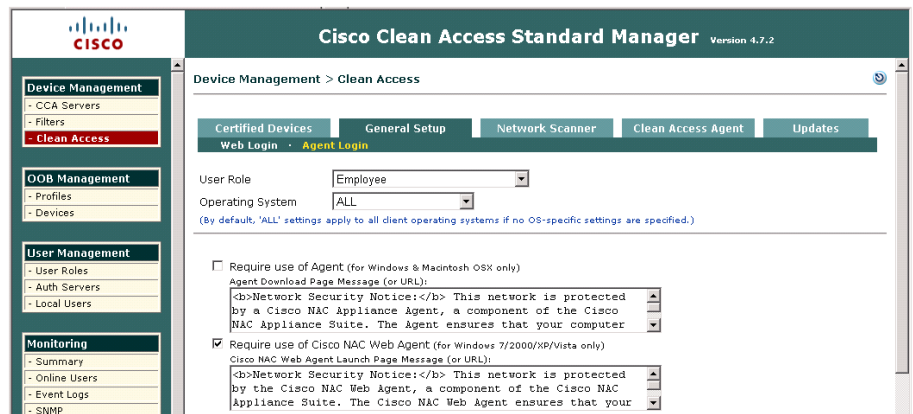 CISCO
Cisco Clean Access Standard Manager Version 4.7.2
Device Management
- CCA Servers
- Filters
- Clean Access
OOB Management
- Profiles
- Devices
User Management
- User Roles
- Auth Servers
- Local Users
Monitoring
- Summary
- Online Users
- Event Logs
- SNMP
Device Management > Clean Access
Certified Devices General Setup Network Scanner Clean Access Agent Updates
Web Login · Agent Login
User Role Employee
Operating System ALL
(By default, 'ALL' settings apply to all client operating systems if no OS-specific settings are specified.)
Require use of Agent (for Windows & Macintosh OSX only)
Agent Download Page Message (or URL):
<b>Network Security Notice:</b> This network is protected
by a Cisco NAC Appliance Agent, a component of the Cisco
NAC Appliance Suite. The Agent ensures that your computer
Require use of Cisco NAC Web Agent (for Windows 7/2000/XP/Vista only)
Cisco NAC Web Agent Launch Page Message (or URL):
<b>Network Security Notice:</b> This network is protected
by the Cisco NAC Web Agent, a component of the Cisco NAC
Appliance Suite. The Cisco NAC Web Agent ensures that your